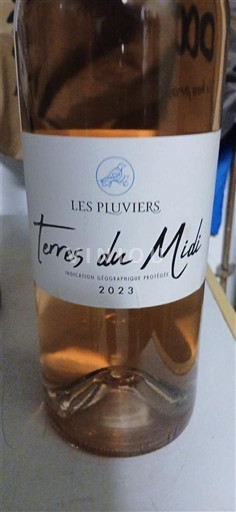 LES PLUVIERS
Terres du Midi
INDICATION GÉOGRAPHIQUE PROTÉGÉE
2023